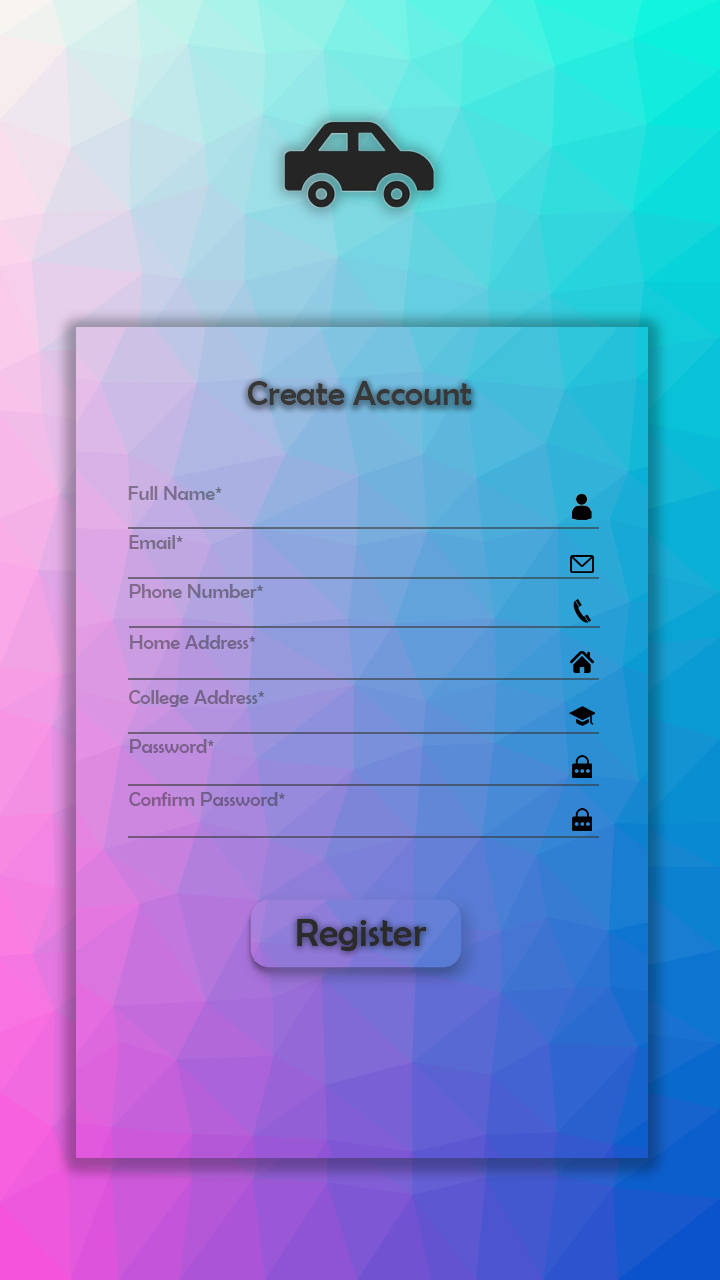 Create Account
Full Name*
Email*
Phone Number*
Home Address*
College Address*
Password*
Confirm Password*
Register